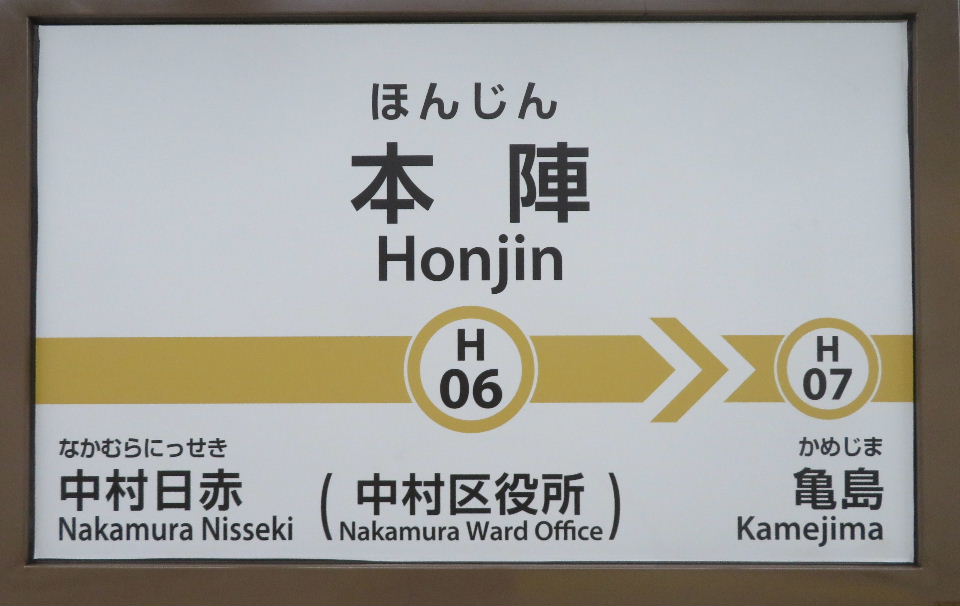 ほんじん
本陣
Honjin
H
06
H
07
なかむらにっせき
中村日赤
Nakamura Nisseki
(中村区役所)
Nakamura Ward Office
かめじま
亀島
Kamejima